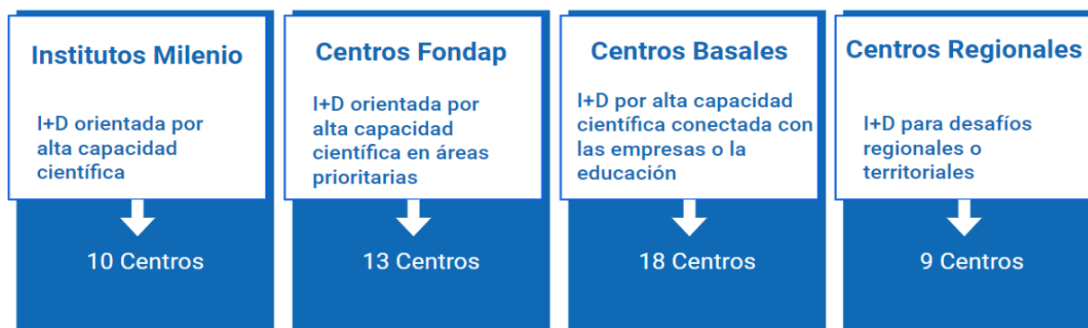 Institutos Milenio
I+D orientada por
alta capacidad
científica
10 Centros
Centros Fondap
I+D orientada por
alta capacidad
científica en áreas
prioritarias
13 Centros
Centros Basales
I+D por alta capacidad
científica conectada con
las empresas o la
educación
18 Centros
Centros Regionales
I+D para desafíos
regionales o
territoriales
9 Centros